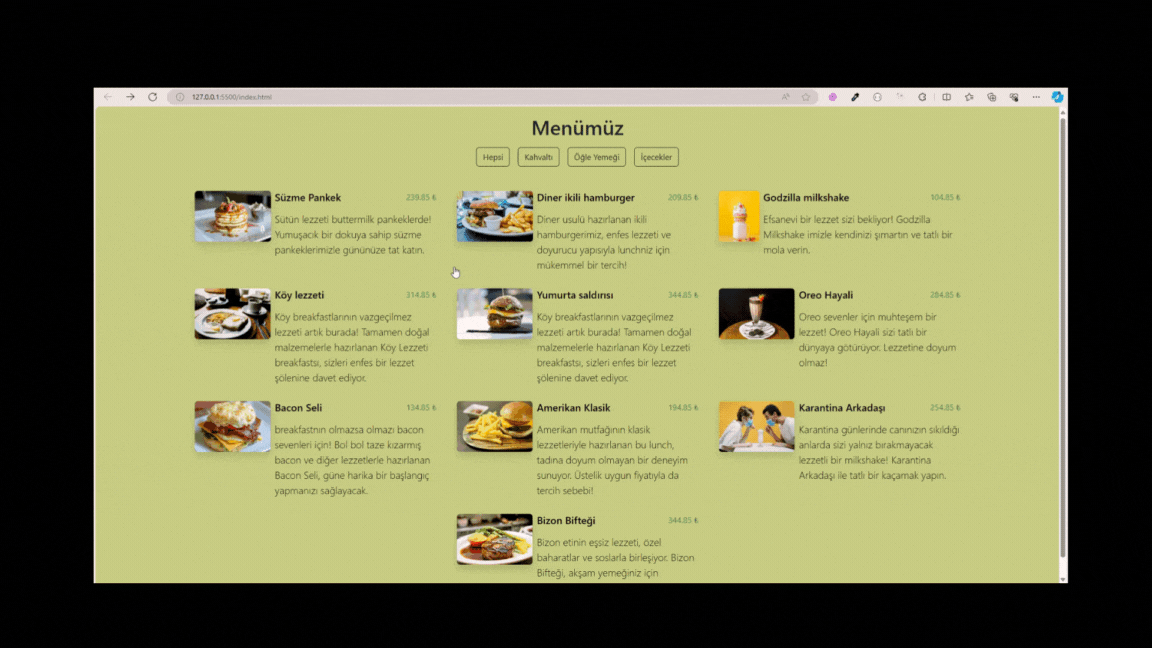 127.0.0.1:5500/index.html
Menümüz
Hepsi
Kahvaltı
Öğle Yemeği
İçecekler
Süzme Pankek 239.85 ₺
Sütün lezzeti buttermilk pankeklerde!
Yumuşacık bir dokuya sahip süzme
pankeklerimizle gününüze tat katın.
Diner ikili hamburger 209.85 ₺
Diner usulü hazırlanan ikili
hamburgerimiz, enfes lezzeti ve
doyurucu yapısıyla lunchniz için
mükemmel bir tercih!
Godzilla milkshake 104.85 ₺
Efsanevi bir lezzet sizi bekliyor! Godzilla
Milkshake imizle kendinizi şımartın ve tatlı bir
mola verin.
Köy lezzeti 314.85 ₺
Köy breakfastlarının vazgeçilmez
lezzeti artık burada! Tamamen doğal
malzemelerle hazırlanan Köy Lezzeti
breakfastsı, sizleri enfes bir lezzet
şölenine davet ediyor.
Yumurta saldırısı 344.85 ₺
Köy breakfastlarının vazgeçilmez
lezzeti artık burada! Tamamen doğal
malzemelerle hazırlanan Köy Lezzeti
breakfastsı, sizleri enfes bir lezzet
şölenine davet ediyor.
Oreo Hayali 284.85 ₺
Oreo sevenler için muhteşem bir
lezzet! Oreo Hayali sizi tatlı bir
dünyaya götürüyor. Lezzetine doyum
olmaz!
Bacon Seli 134.85 ₺
breakfastnın olmazsa olmazı bacon
sevenleri için! Bol bol taze kızarmış
bacon ve diğer lezzetlerle hazırlanan
Bacon Seli, güne harika bir başlangıç
yapmanızı sağlayacak.
Amerikan Klasik 194.85 ₺
Amerikan mutfağının klasik
lezzetleriyle hazırlanan bu lunch,
tadına doyum olmayan bir deneyim
sunuyor. Üstelik uygun fiyatıyla da
tercih sebebi!
Karantina Arkadaşı 254.85 ₺
Karantina günlerinde canınızın sıkıldığı
anlarda sizi yalnız bırakmayacak
lezzetli bir milkshake! Karantina
Arkadaşı ile tatlı bir kaçamak yapın.
Bizon Bifteği 344.85 ₺
Bizon etinin eşsiz lezzeti, özel
baharatlar ve soslarla birleşiyor. Bizon
Bifteği, akşam yemeğiniz için